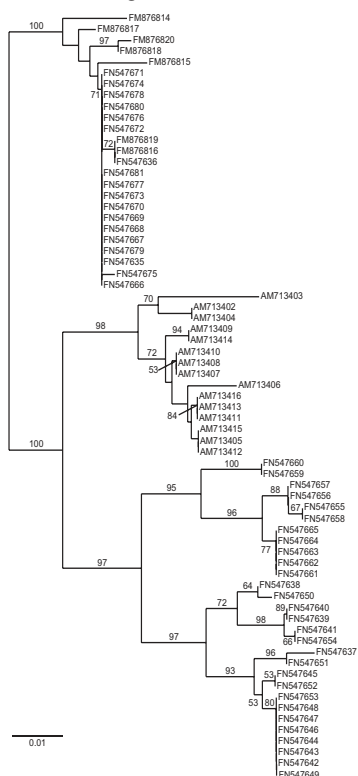 FM876814
100
FM876817
97
FM876820
FM876818
FM876815
FN547671
FN547674
71
FN547678
FN547680
FN547676
FN547672
72
FM876819
FM876816
FN547636
FN547681
FN547677
FN547673
FN547670
FN547669
FN547668
FN547667
FN547679
FN547635
FN547675
FN547666
70
AM713403
AM713402
AM713404
98
94
AM713409
AM713414
72
AM713410
AM713408
53
AM713407
AM713406
AM713416
AM713413
84
AM713411
AM713415
AM713405
AM713412
100
100
FN547660
FN547659
95
88
FN547657
FN547656
67
FN547655
FN547658
96
FN547665
FN547664
77
FN547663
FN547662
FN547661
97
64
FN547638
FN547650
72
89
FN547640
FN547639
98
FN547641
66
FN547654
97
96
FN547637
FN547651
93
53
FN547645
FN547652
53
80
FN547653
FN547648
FN547647
FN547646
FN547644
FN547643
FN547642
FN547649
0.01